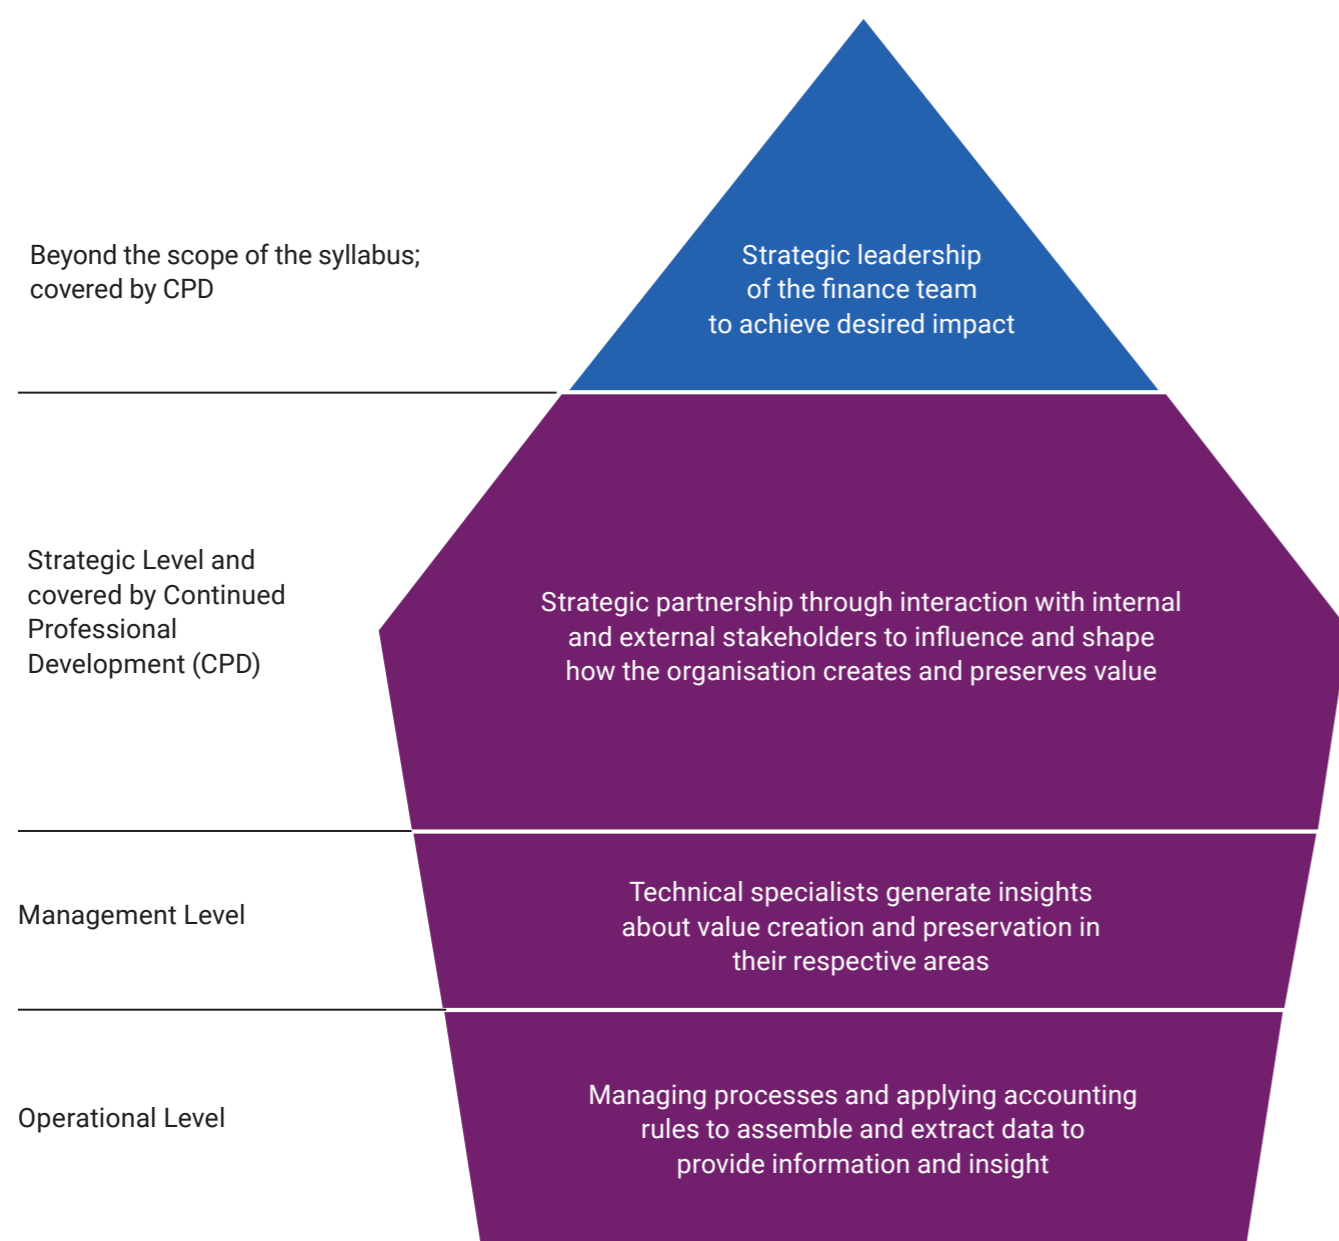 Beyond the scope of the syllabus;
covered by CPD
Strategic leadership
of the finance team
to achieve desired impact
Strategic Level and
covered by Continued
Professional
Development (CPD)
Strategic partnership through interaction with internal
and external stakeholders to influence and shape
how the organisation creates and preserves value
Management Level
Technical specialists generate insights
about value creation and preservation in
their respective areas
Operational Level
Managing processes and applying accounting
rules to assemble and extract data to
provide information and insight